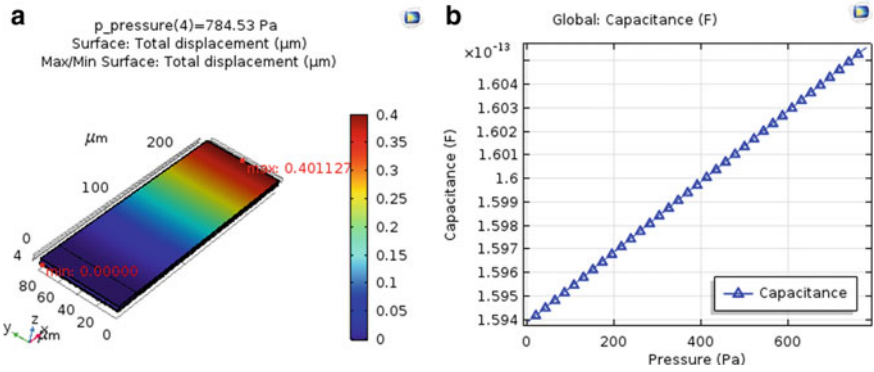 a
p_pressure(4)=784.53 Pa
Surface: Total displacement (μm)
Max/Min Surface: Total displacement (μm)
μm
200
100
0
4
80
60
40
20
0
max: 0.401127
min: 0.00000
y z x
μm
0.4
0.35
0.3
0.25
0.2
0.15
0.1
0.05
0
b
Global: Capacitance (F)
×10⁻¹³
1.604
1.603
1.602
1.601
1.6
1.599
1.598
1.597
1.596
1.595
1.594
Capacitance (F)
Capacitance
0 200 400 600
Pressure (Pa)